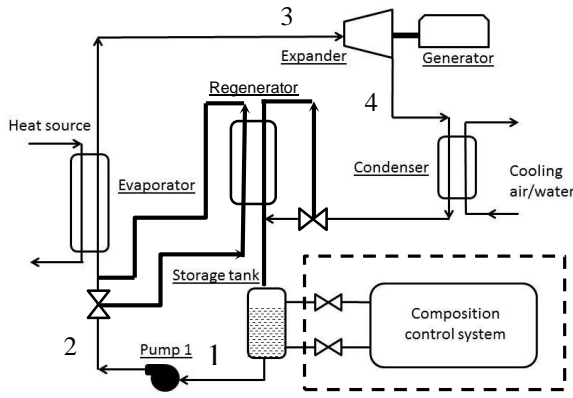 3
Expander
Generator
Regenerator
4
Heat source
Evaporator
Condenser
Cooling
air/water
Storage tank
Composition
control system
2
Pump 1
1